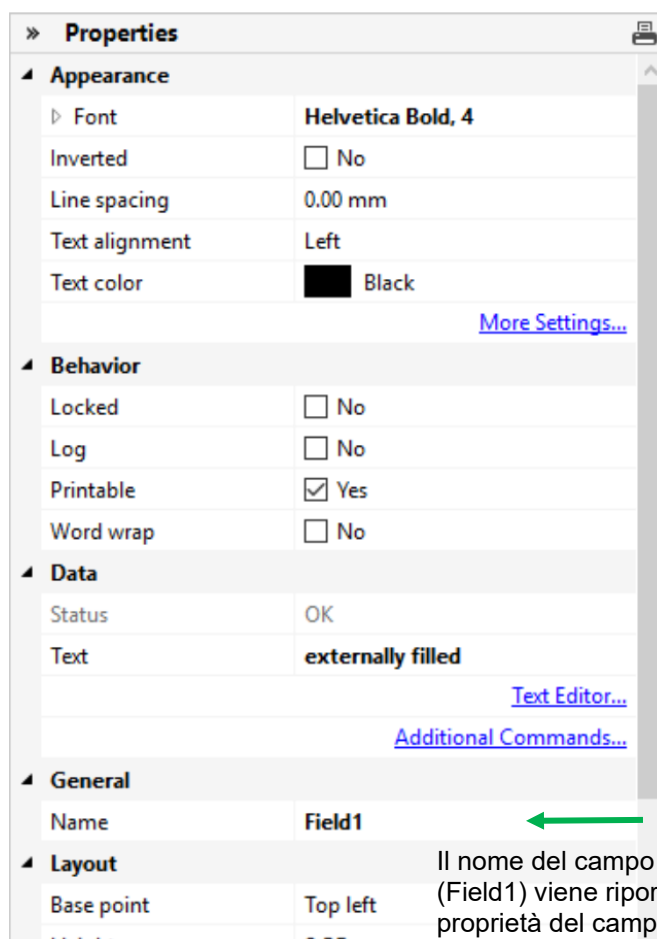 Properties
Appearance
Font Helvetica Bold, 4
Inverted No
Line spacing 0.00 mm
Text alignment Left
Text color Black
More Settings...
Behavior
Locked No
Log No
Printable Yes
Word wrap No
Data
Status OK
Text externally filled
Text Editor...
Additional Commands...
General
Name Field1
Layout
Il nome del campo
(Field1) viene ripor
Base point Top left
proprietà del camp